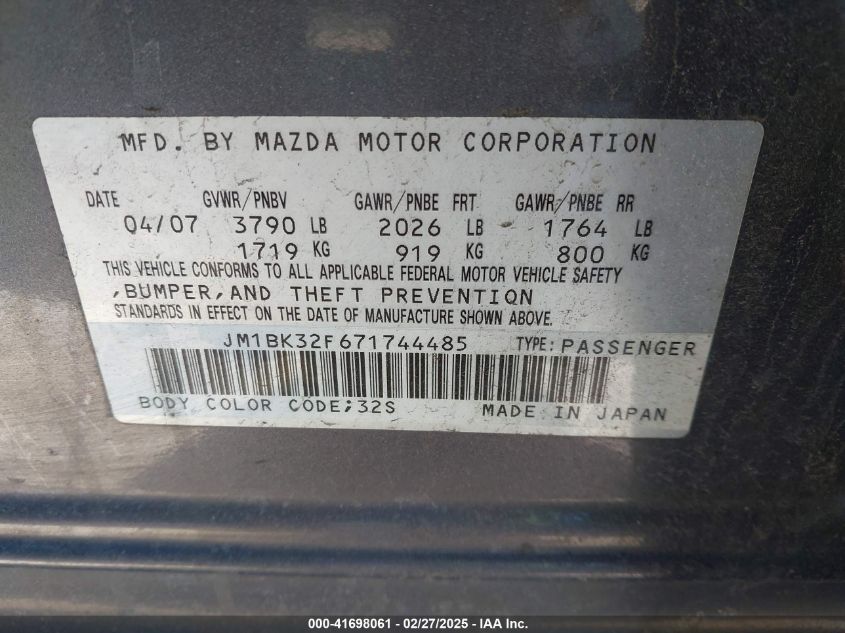 MFD. BY MAZDA MOTOR CORPORATION
DATE GVWR/PNBV GAWR/PNBE FRT GAWR/PNBE RR
04/07 3790 LB 2026 LB 1764 LB
1719 KG 919 KG 800 KG
THIS VEHICLE CONFORMS TO ALL APPLICABLE FEDERAL MOTOR VEHICLE SAFETY
,BUMPER,AND THEFT PREVENTION
STANDARDS IN EFFECT ON THE DATE OF MANUFACTURE SHOWN ABOVE.
JM1BK32F671744485 TYPE:PASSENGER
BODY COLOR CODE;32S MADE IN JAPAN
000-41698061 - 02/27/2025 - IAA Inc.